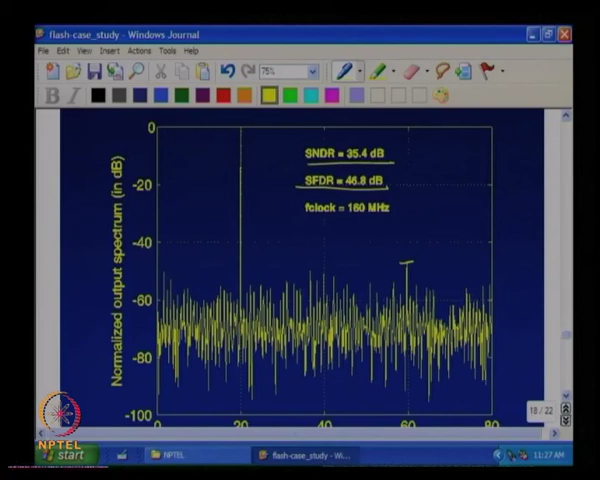 flash-case_study - Windows Journal
File Edit View Insert Actions Tools Help
75%
B I
Normalized output spectrum (in dB)
0
-20
-40
-60
-80
-100
SNDR = 35.4 dB
SFDR = 46.8 dB
fclock = 160 MHz
0 20 40 60 80
18 / 22
NPTEL
start
NPTEL
flash-case_study - Wi...
11:27 AM